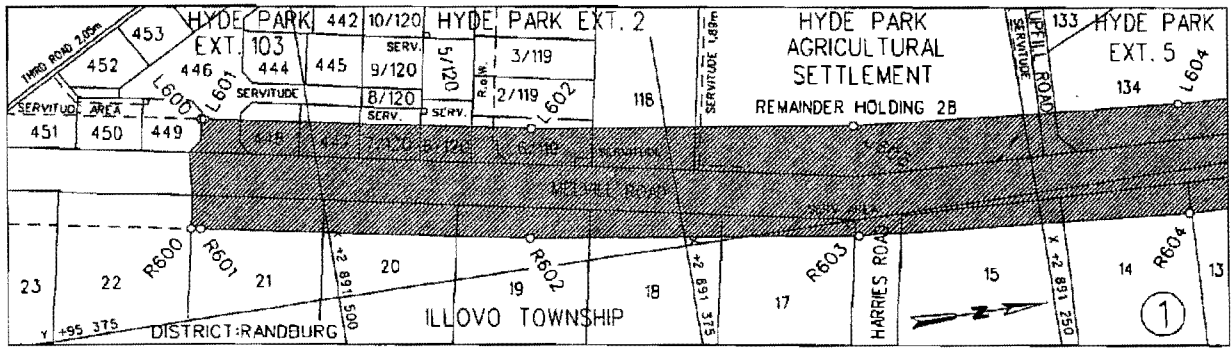 HYDE PARK
EXT. 103
442
10/120
HYDE PARK EXT. 2
HYDE PARK
AGRICULTURAL
SETTLEMENT
REMAINDER HOLDING 2B
133
HYDE PARK
EXT. 5
THIRD ROAD 2.05m
453
452
446
444
445
SERV.
9/120
8/120
SERV.
5/120
SERV.
R.o.W.
3/119
2/119
118
SERVITUDE 1,89m
SERVITUDE
UPFILL ROAD
134
L604
L600
L601
L602
SERVITUDE
SERVITUD AREA
451
450
449
448
447
SERVITUDE
ROAD
R600
R601
R602
R603
R604
23
22
21
20
19
18
17
15
14
13
HARRIES ROAD
X +2 891 500
+2 891 375
X +2 891 250
Y +95 375
DISTRICT:RANDBURG
ILLOVO TOWNSHIP
N
1